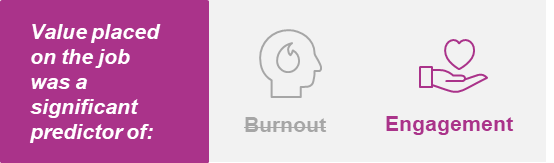 Value placed
on the job
was a
significant
predictor of:
Burnout
Engagement